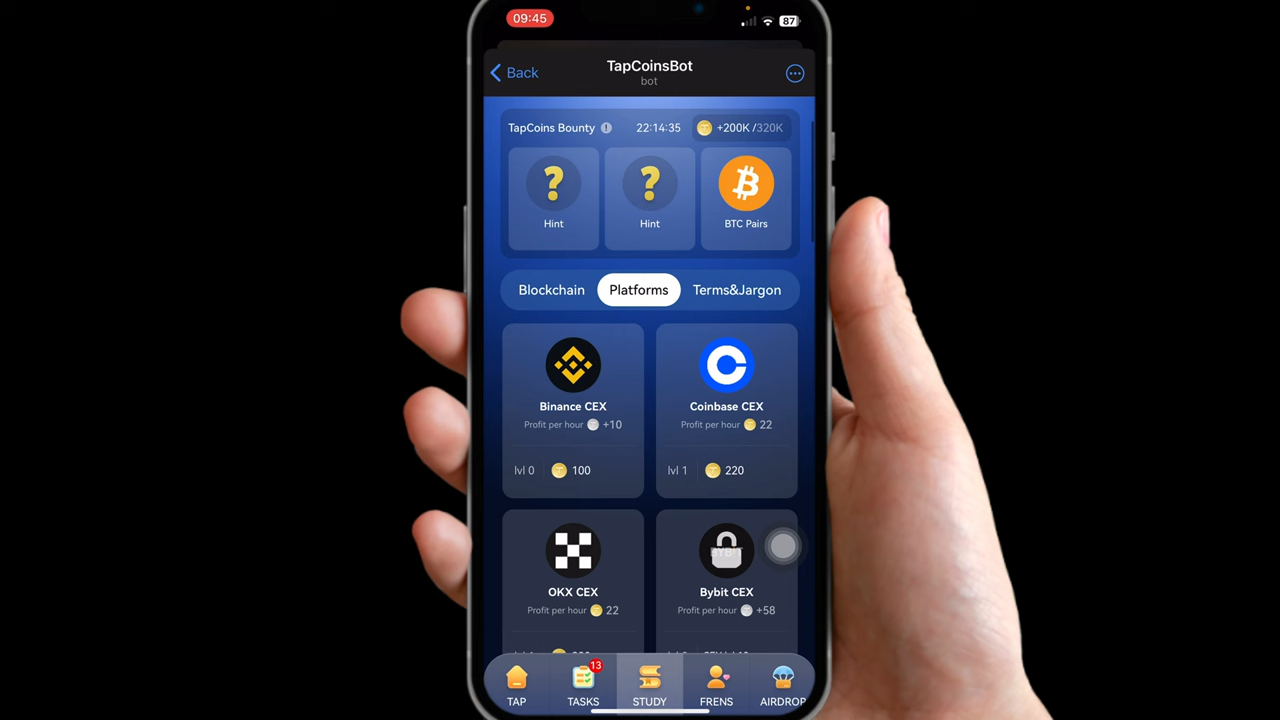 09:45
87
Back
TapCoinsBot
bot
TapCoins Bounty
22:14:35
+200K /320K
Hint
Hint
BTC Pairs
Blockchain
Platforms
Terms&Jargon
Binance CEX
Profit per hour +10
lvl 0
100
Coinbase CEX
Profit per hour 22
lvl 1
220
OKX CEX
Profit per hour 22
Bybit CEX
Profit per hour +58
13
TAP
TASKS
STUDY
FRENS
AIRDROP